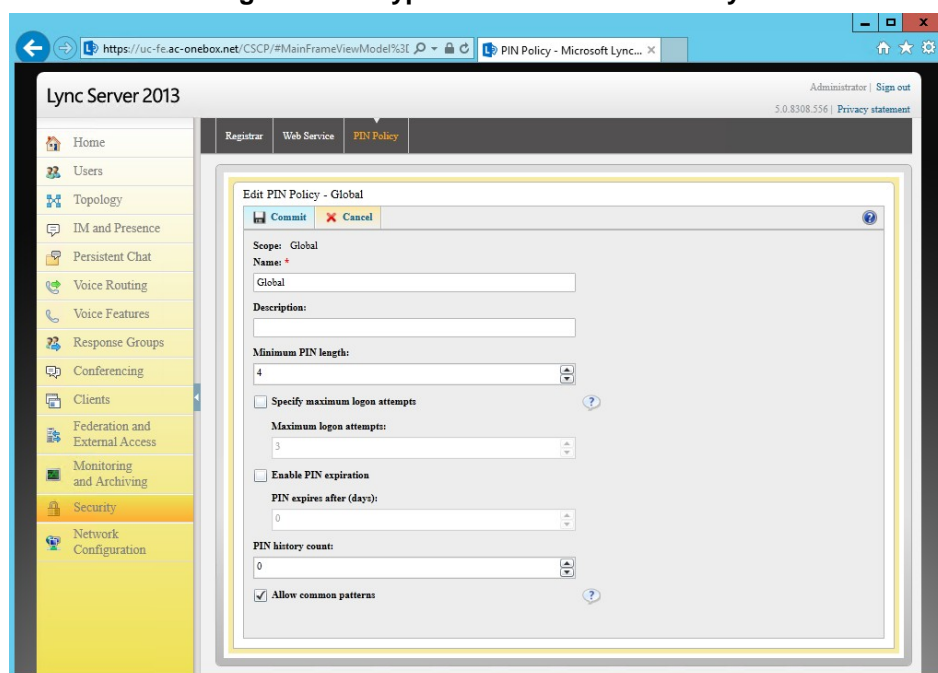 https://uc-fe.ac-onebox.net/CSCP/#MainFrameViewModel%3
PIN Policy - Microsoft Lync...
Lync Server 2013
Administrator | Sign out
5.0.8308.556 | Privacy statement
Home
Users
Topology
IM and Presence
Persistent Chat
Voice Routing
Voice Features
Response Groups
Conferencing
Clients
Federation and
External Access
Monitoring
and Archiving
Security
Network
Configuration
Registrar
Web Service
PIN Policy
Edit PIN Policy - Global
Commit
Cancel
Scope: Global
Name: *
Global
Description:
Minimum PIN length:
4
Specify maximum logon attempts
Maximum logon attempts:
3
Enable PIN expiration
PIN expires after (days):
0
PIN history count:
0
Allow common patterns